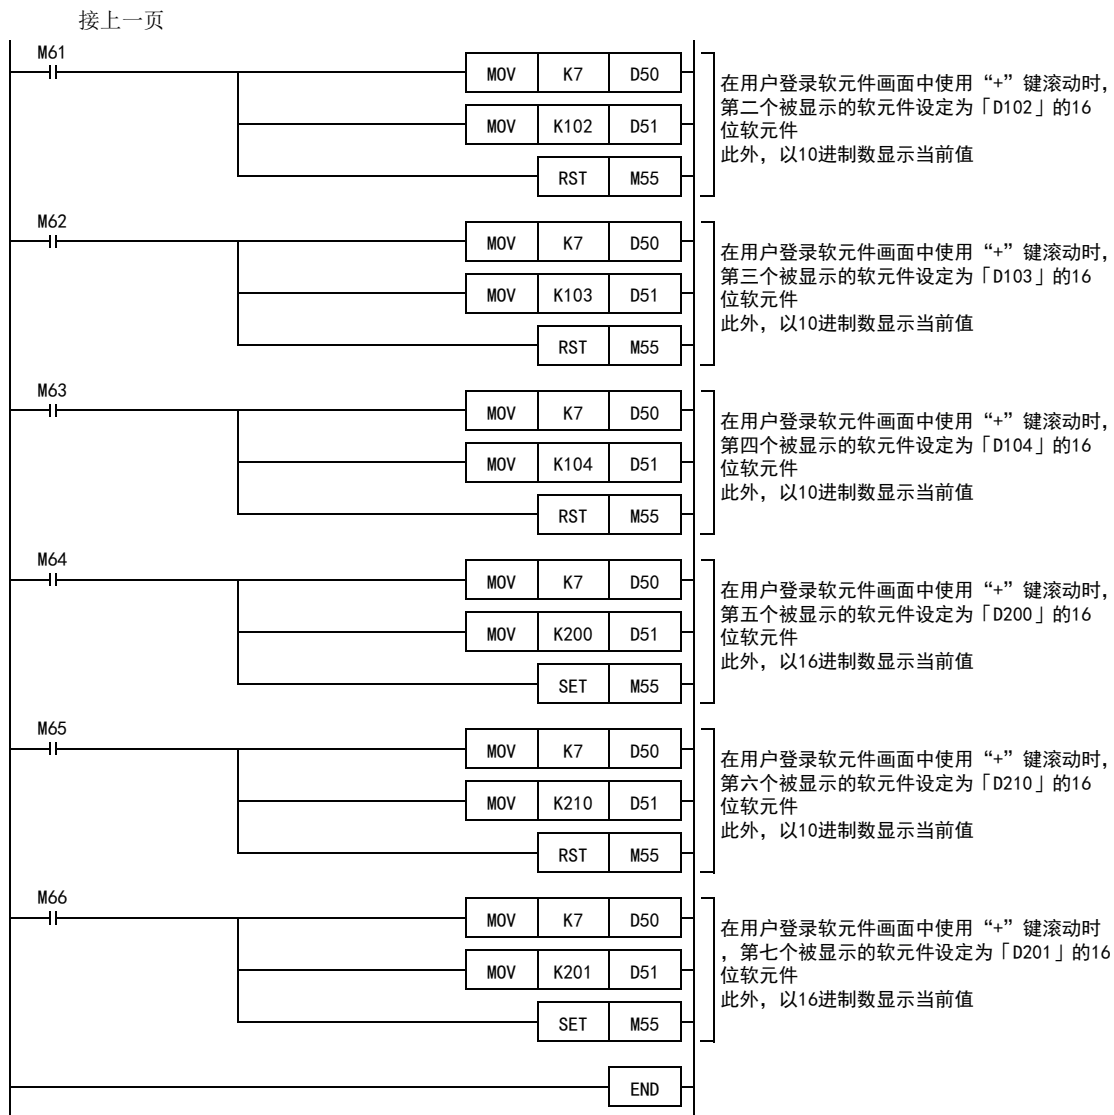 接上一页
M61
MOV K7 D50
MOV K102 D51
RST M55
在用户登录软元件画面中使用“+”键滚动时，
第二个被显示的软元件设定为「D102」的16
位软元件
此外，以10进制数显示当前值
M62
MOV K7 D50
MOV K103 D51
RST M55
在用户登录软元件画面中使用“+”键滚动时，
第三个被显示的软元件设定为「D103」的16
位软元件
此外，以10进制数显示当前值
M63
MOV K7 D50
MOV K104 D51
RST M55
在用户登录软元件画面中使用“+”键滚动时，
第四个被显示的软元件设定为「D104」的16
位软元件
此外，以10进制数显示当前值
M64
MOV K7 D50
MOV K200 D51
SET M55
在用户登录软元件画面中使用“+”键滚动时，
第五个被显示的软元件设定为「D200」的16
位软元件
此外，以16进制数显示当前值
M65
MOV K7 D50
MOV K210 D51
RST M55
在用户登录软元件画面中使用“+”键滚动时，
第六个被显示的软元件设定为「D210」的16
位软元件
此外，以10进制数显示当前值
M66
MOV K7 D50
MOV K201 D51
SET M55
在用户登录软元件画面中使用“+”键滚动时
，第七个被显示的软元件设定为「D201」的16
位软元件
此外，以16进制数显示当前值
END